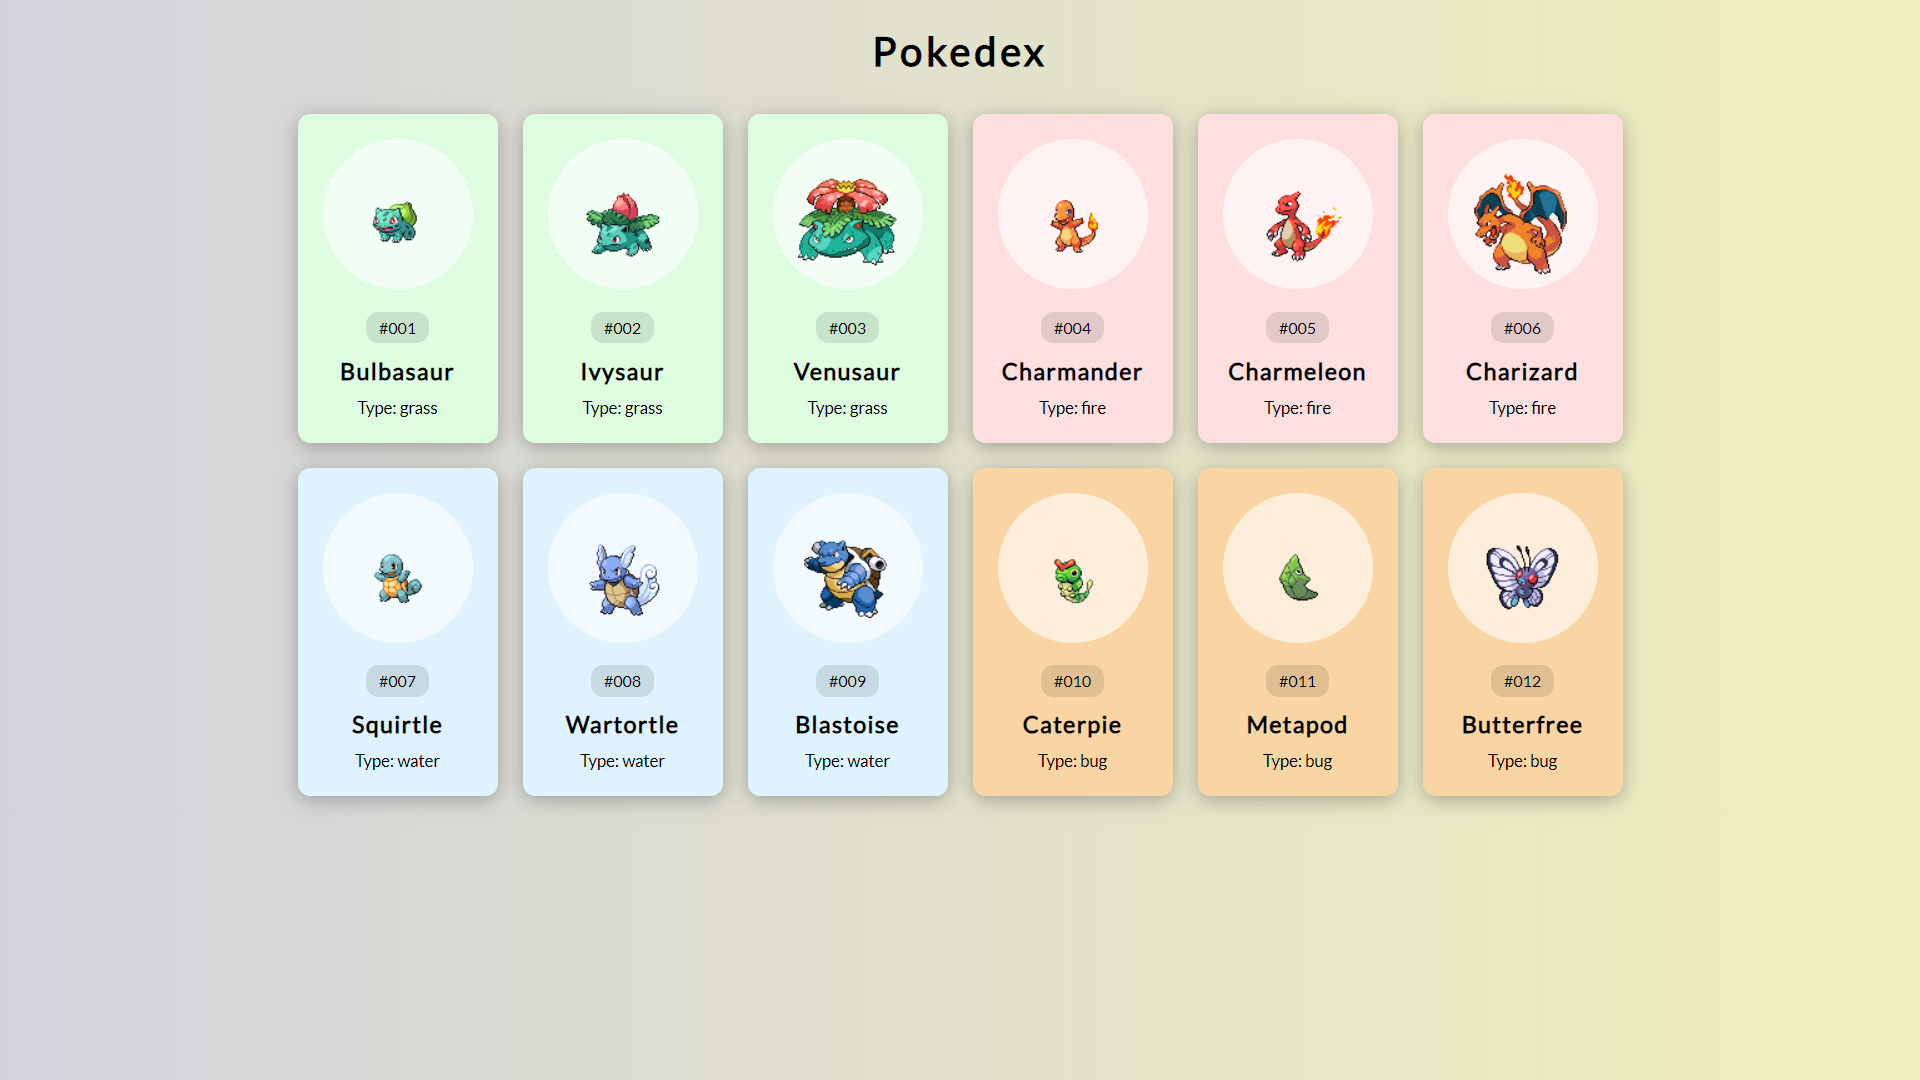 Pokedex
#001
Bulbasaur
Type: grass
#002
Ivysaur
Type: grass
#003
Venusaur
Type: grass
#004
Charmander
Type: fire
#005
Charmeleon
Type: fire
#006
Charizard
Type: fire
#007
Squirtle
Type: water
#008
Wartortle
Type: water
#009
Blastoise
Type: water
#010
Caterpie
Type: bug
#011
Metapod
Type: bug
#012
Butterfree
Type: bug